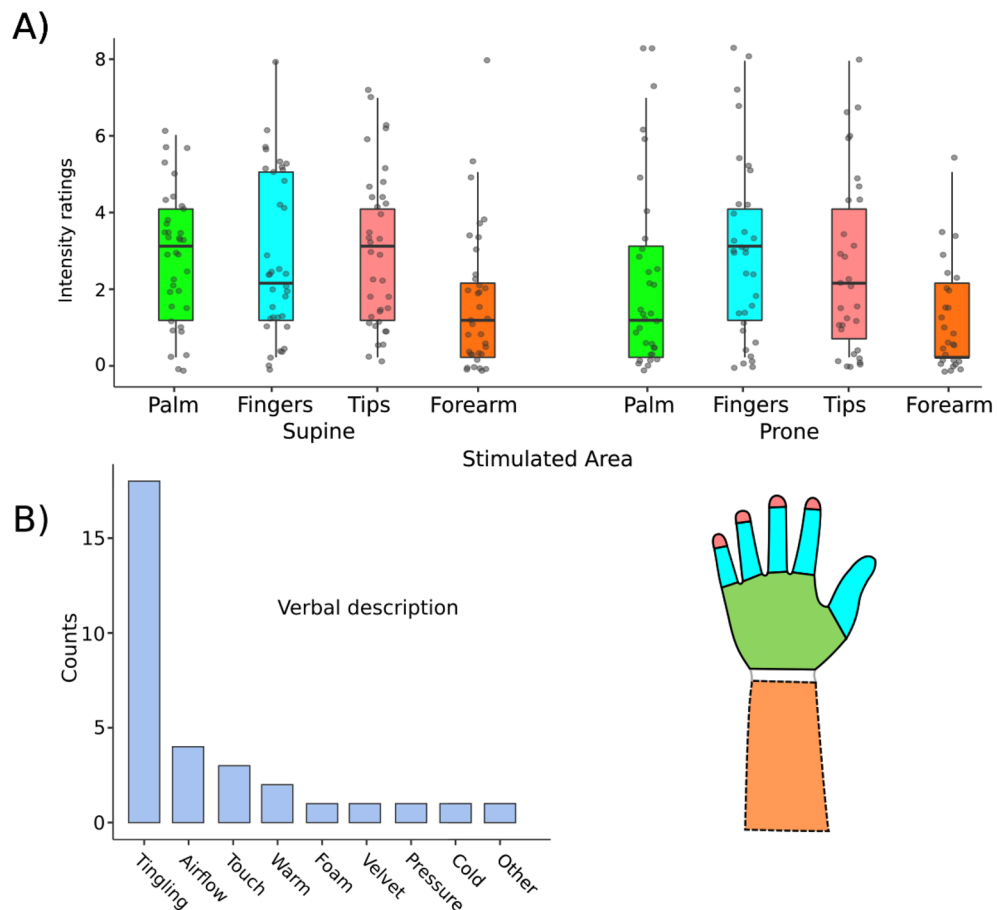 A)
Intensity ratings
8
6
4
2
0
Palm Fingers Tips Forearm Palm Fingers Tips Forearm
Supine Prone
Stimulated Area
B)
Counts
15
10
5
0
Verbal description
Tingling Airflow Touch Warm Foam Velvet Pressure Cold Other